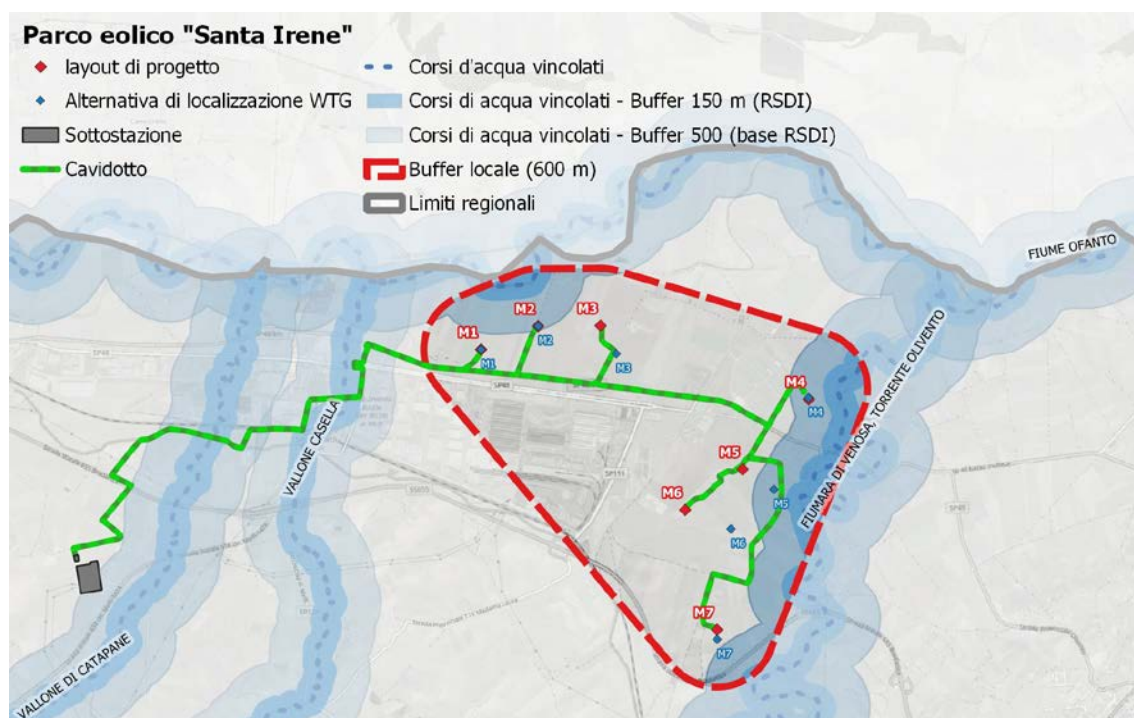 Parco eolico "Santa Irene"
layout di progetto
Alternativa di localizzazione WTG
Sottostazione
Cavidotto
Corsi d'acqua vincolati
Corsi di acqua vincolati - Buffer 150 m (RSDI)
Corsi di acqua vincolati - Buffer 500 (base RSDI)
Buffer locale (600 m)
Limiti regionali
FIUME OFANTO
M2
M3
M1
M2
M1
M3
M4
M4
FIUMARA DI VENOSA, TORRENTE OLIVENTO
VALLONE CASELLA
M5
M5
M6
M6
M7
M7
VALLONE DI CATAPANE
SP111